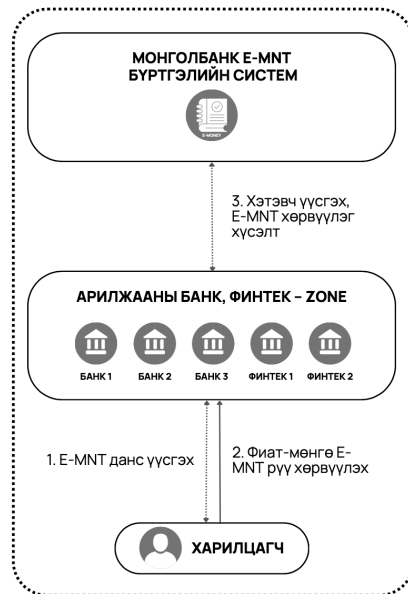 МОНГОЛБАНК E-MNT
БҮРТГЭЛИЙН СИСТЕМ
E-MONEY
3. Хэтэвч үүсгэх,
E-MNT хөрвүүлэг
хүсэлт
АРИЛЖААНЫ БАНК, ФИНТЕК – ZONE
БАНК 1 БАНК 2 БАНК 3 ФИНТЕК 1 ФИНТЕК 2
1. E-MNT данс үүсгэх
2. Фиат-мөнгө E-
MNT рүү хөрвүүлэх
ХАРИЛЦАГЧ